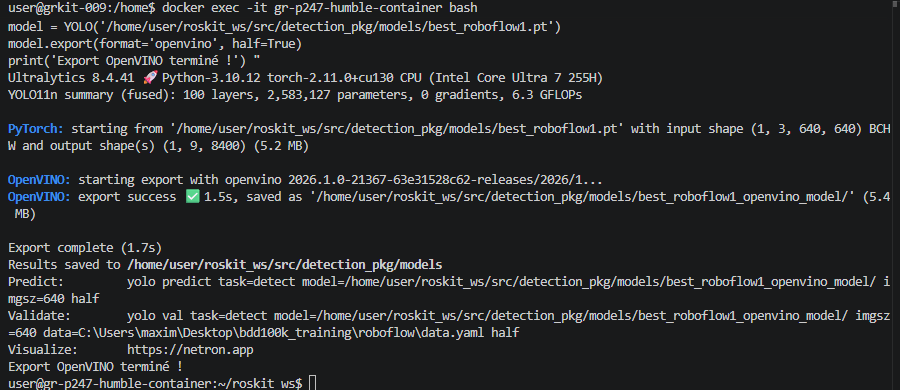 user@grkit-009:/home$ docker exec -it gr-p247-humble-container bash
model = YOLO('/home/user/roskit_ws/src/detection_pkg/models/best_roboflow1.pt')
model.export(format='openvino', half=True)
print('Export OpenVINO terminé !') "
Ultralytics 8.4.41 🚀 Python-3.10.12 torch-2.11.0+cu130 CPU (Intel Core Ultra 7 255H)
YOLO11n summary (fused): 100 layers, 2,583,127 parameters, 0 gradients, 6.3 GFLOPs
PyTorch: starting from '/home/user/roskit_ws/src/detection_pkg/models/best_roboflow1.pt' with input shape (1, 3, 640, 640) BCH
W and output shape(s) (1, 9, 8400) (5.2 MB)
OpenVINO: starting export with openvino 2026.1.0-21367-63e31528c62-releases/2026/1...
OpenVINO: export success ✅ 1.5s, saved as '/home/user/roskit_ws/src/detection_pkg/models/best_roboflow1_openvino_model/' (5.4
MB)
Export complete (1.7s)
Results saved to /home/user/roskit_ws/src/detection_pkg/models
Predict: yolo predict task=detect model=/home/user/roskit_ws/src/detection_pkg/models/best_roboflow1_openvino_model/ i
mgsz=640 half
Validate: yolo val task=detect model=/home/user/roskit_ws/src/detection_pkg/models/best_roboflow1_openvino_model/ imgsz
=640 data=C:\Users\maxim\Desktop\bdd100k_training\roboflow\data.yaml half
Visualize: https://netron.app
Export OpenVINO terminé !
user@gr-p247-humble-container:~/roskit_ws$